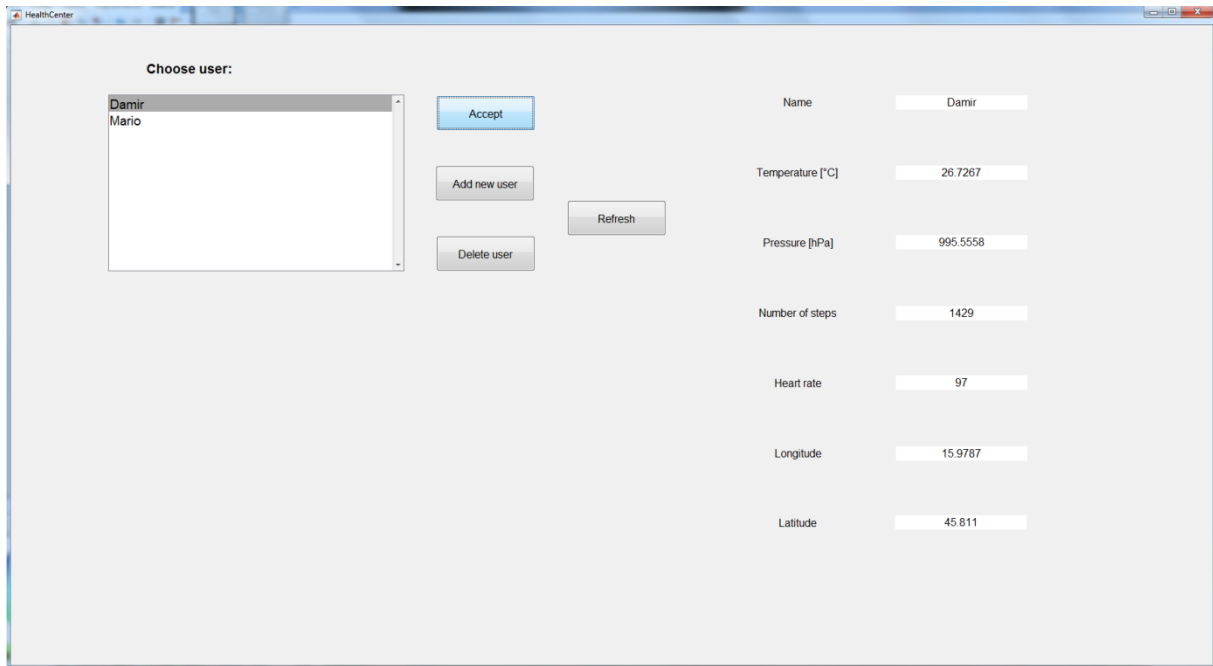 HealthCenter
Choose user:
Damir
Mario
Accept
Add new user
Delete user
Refresh
Name Damir
Temperature [°C] 26.7267
Pressure [hPa] 995.5558
Number of steps 1429
Heart rate 97
Longitude 15.9787
Latitude 45.811